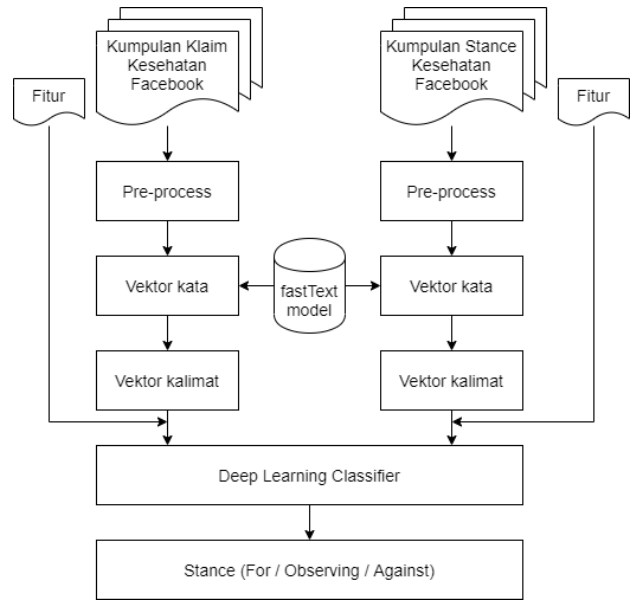 Kumpulan Klaim
Kesehatan
Facebook
Kumpulan Stance
Kesehatan
Facebook
Fitur
Fitur
Pre-process
Pre-process
Vektor kata
fastText
model
Vektor kata
Vektor kalimat
Vektor kalimat
Deep Learning Classifier
Stance (For / Observing / Against)